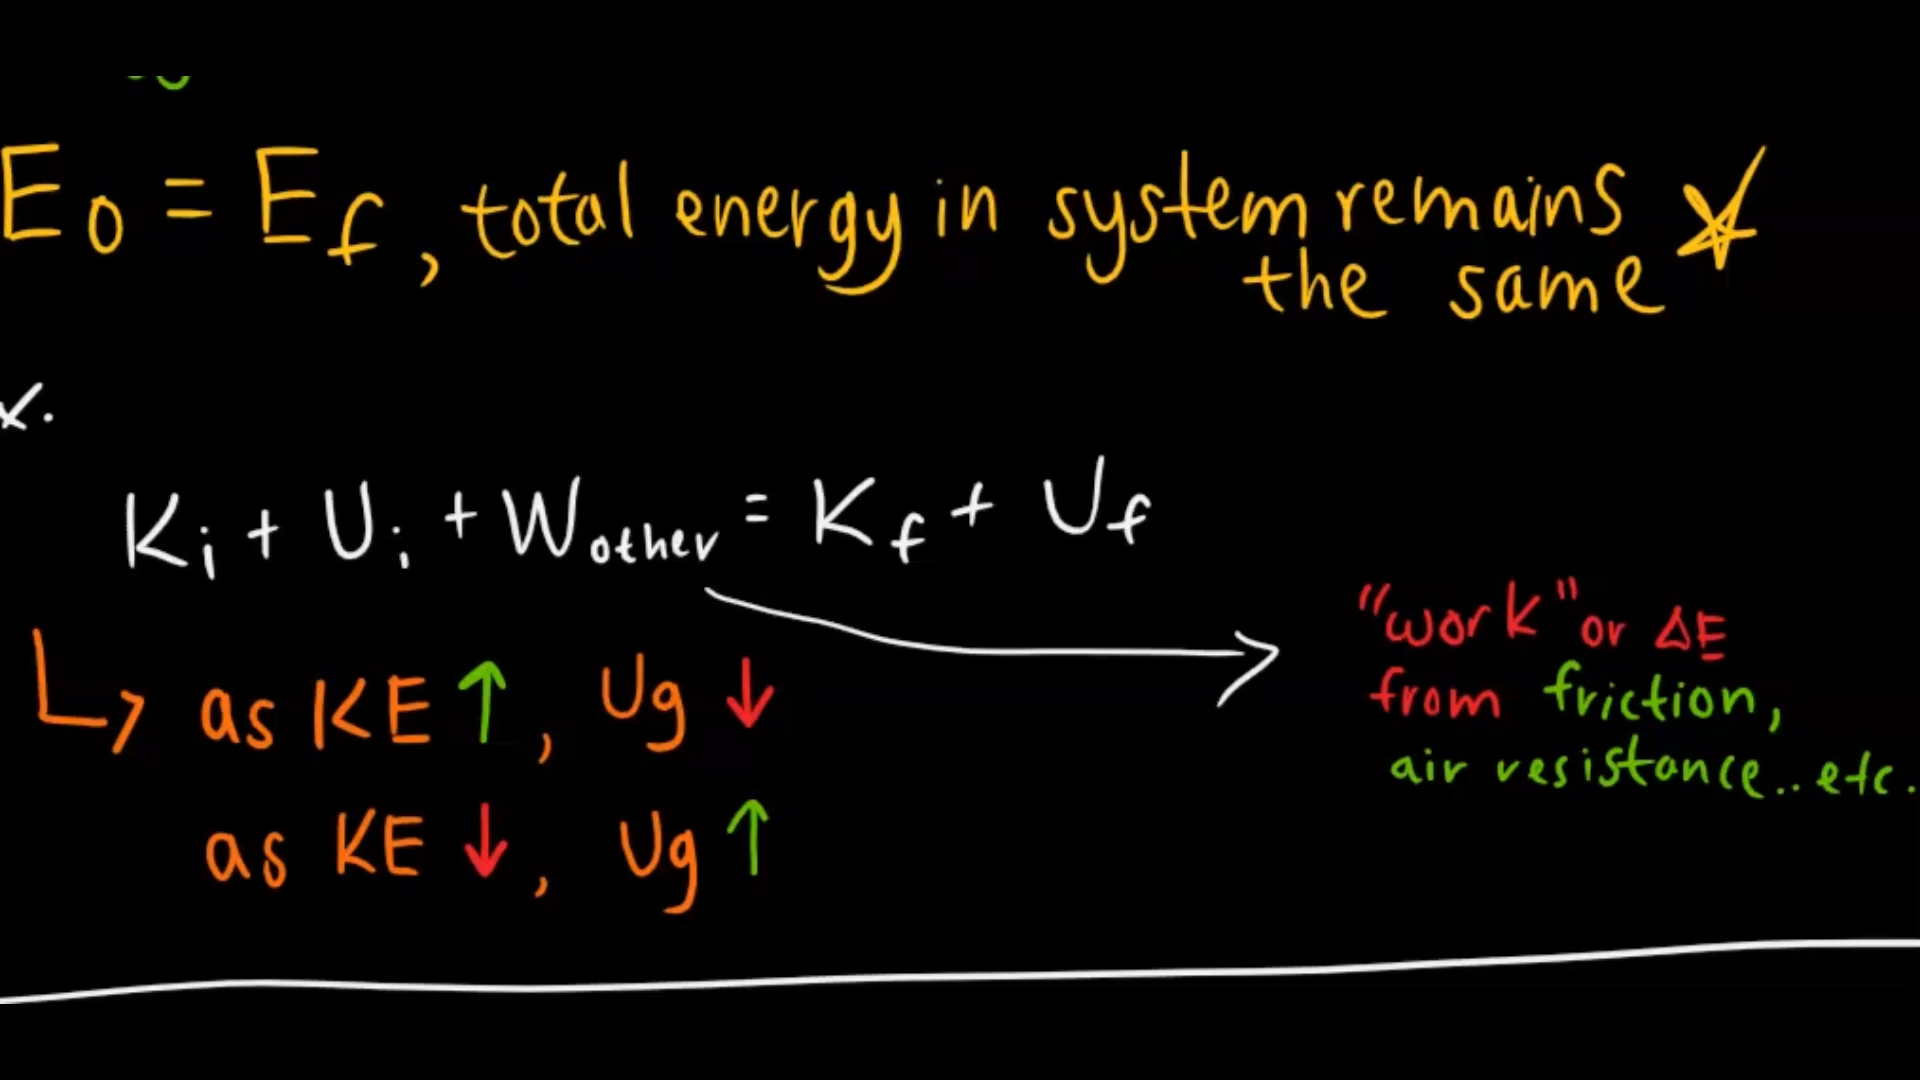 E₀ = E_f, total energy in system remains
the same
x.
K_i + U_i + W_other = K_f + U_f
"work" or ΔE
from friction,
air resistance.. etc.
↳ as KE ↑, Ug ↓
as KE ↓, Ug ↑